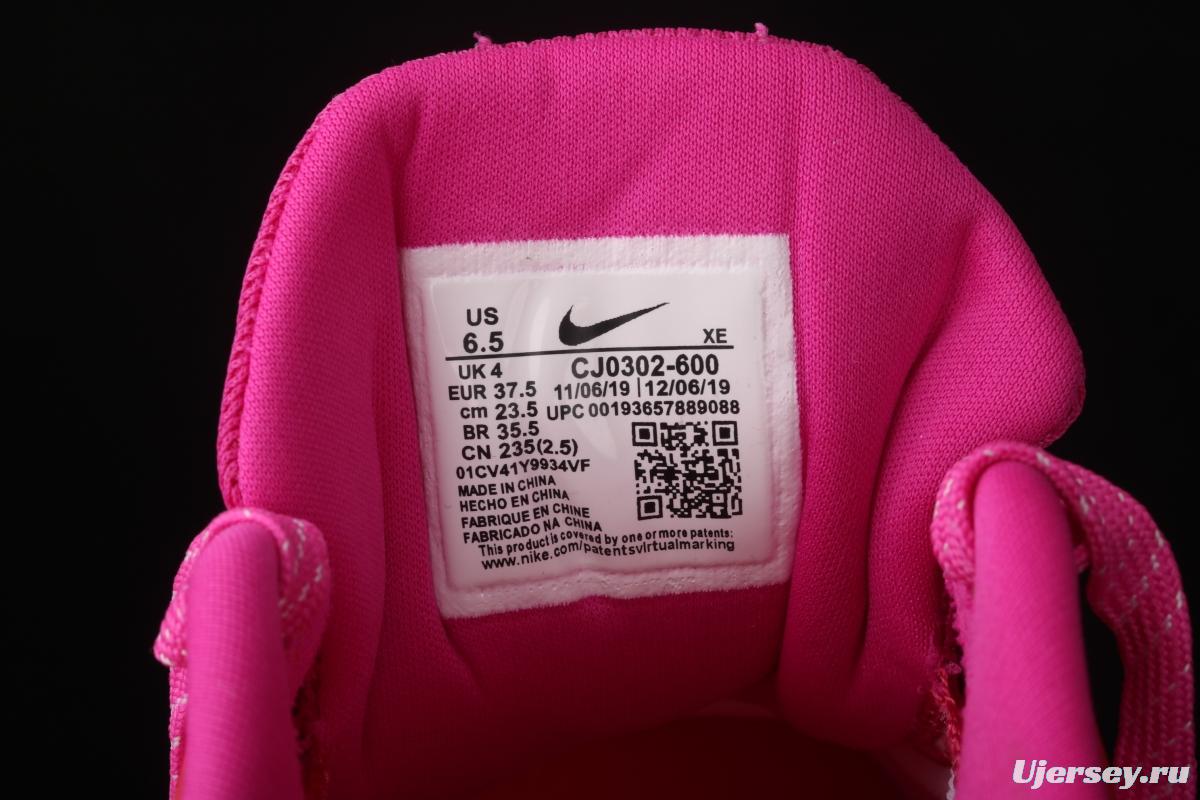 US
6.5
XE
UK 4
CJ0302-600
EUR 37.5
11/06/19 | 12/06/19
cm 23.5
UPC 00193657889088
BR 35.5
CN 235(2.5)
01CV41Y9934VF
MADE IN CHINA
HECHO EN CHINA
FABRIQUE EN CHINE
FABRICADO NA CHINA
This product is covered by one or more patents:
www.nike.com/patentsvirtualmarking
Ujersey.ru